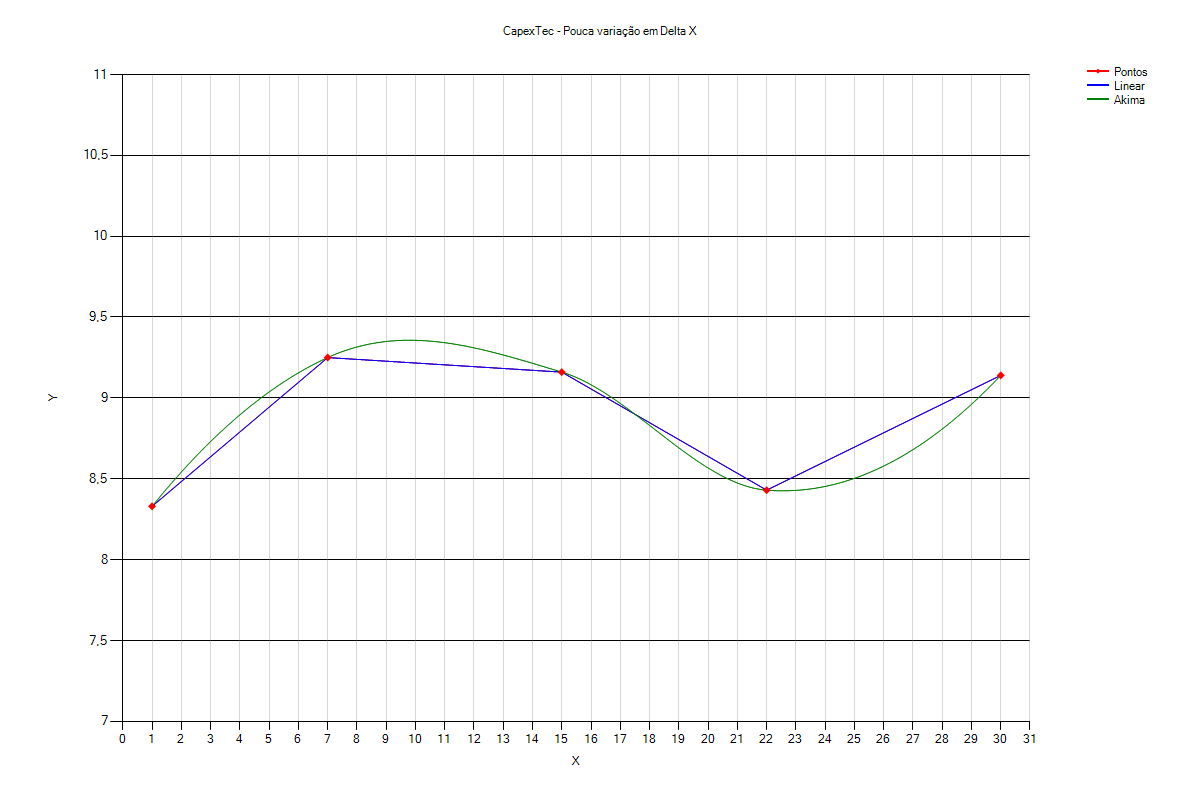 CapexTec - Pouca variação em Delta X
Pontos
Linear
Akima
11
10,5
10
9,5
9
8,5
8
7,5
7
Y
0 1 2 3 4 5 6 7 8 9 10 11 12 13 14 15 16 17 18 19 20 21 22 23 24 25 26 27 28 29 30 31
X